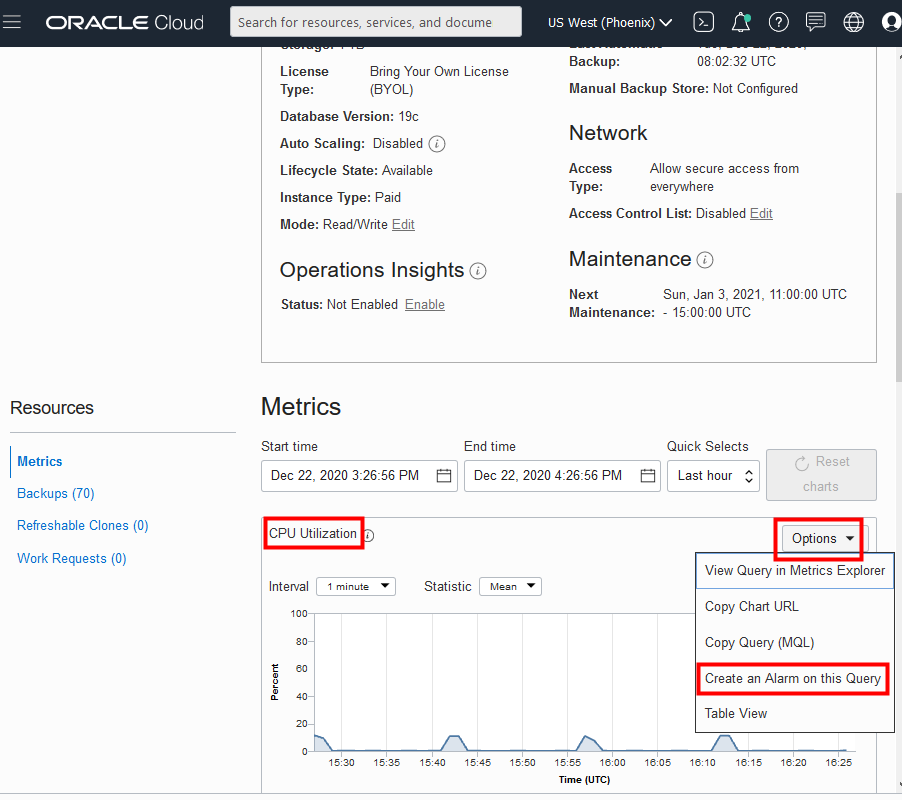 ORACLE Cloud
Search for resources, services, and docume
US West (Phoenix)
License Type: Bring Your Own License (BYOL)
Database Version: 19c
Auto Scaling: Disabled
Lifecycle State: Available
Instance Type: Paid
Mode: Read/Write Edit
Operations Insights
Status: Not Enabled Enable
Backup: 08:02:32 UTC
Manual Backup Store: Not Configured
Network
Access Type: Allow secure access from everywhere
Access Control List: Disabled Edit
Maintenance
Next Maintenance: Sun, Jan 3, 2021, 11:00:00 UTC - 15:00:00 UTC
Resources
Metrics
Backups (70)
Refreshable Clones (0)
Work Requests (0)
Metrics
Start time
End time
Quick Selects
Dec 22, 2020 3:26:56 PM
Dec 22, 2020 4:26:56 PM
Last hour
Reset charts
CPU Utilization
Options
View Query in Metrics Explorer
Copy Chart URL
Copy Query (MQL)
Create an Alarm on this Query
Table View
Interval 1 minute
Statistic Mean
Percent
100
80
60
40
20
0
15:30 15:35 15:40 15:45 15:50 15:55 16:00 16:05 16:10 16:15 16:20 16:25
Time (UTC)